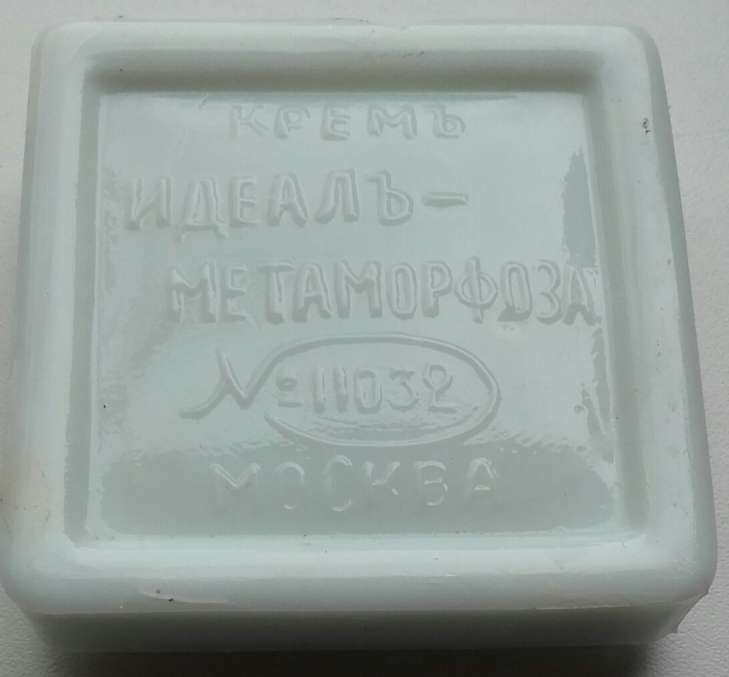 КРЕМЪ
ИДЕАЛЪ-
МЕТАМОРФОЗА
№ 11032
МОСКВА